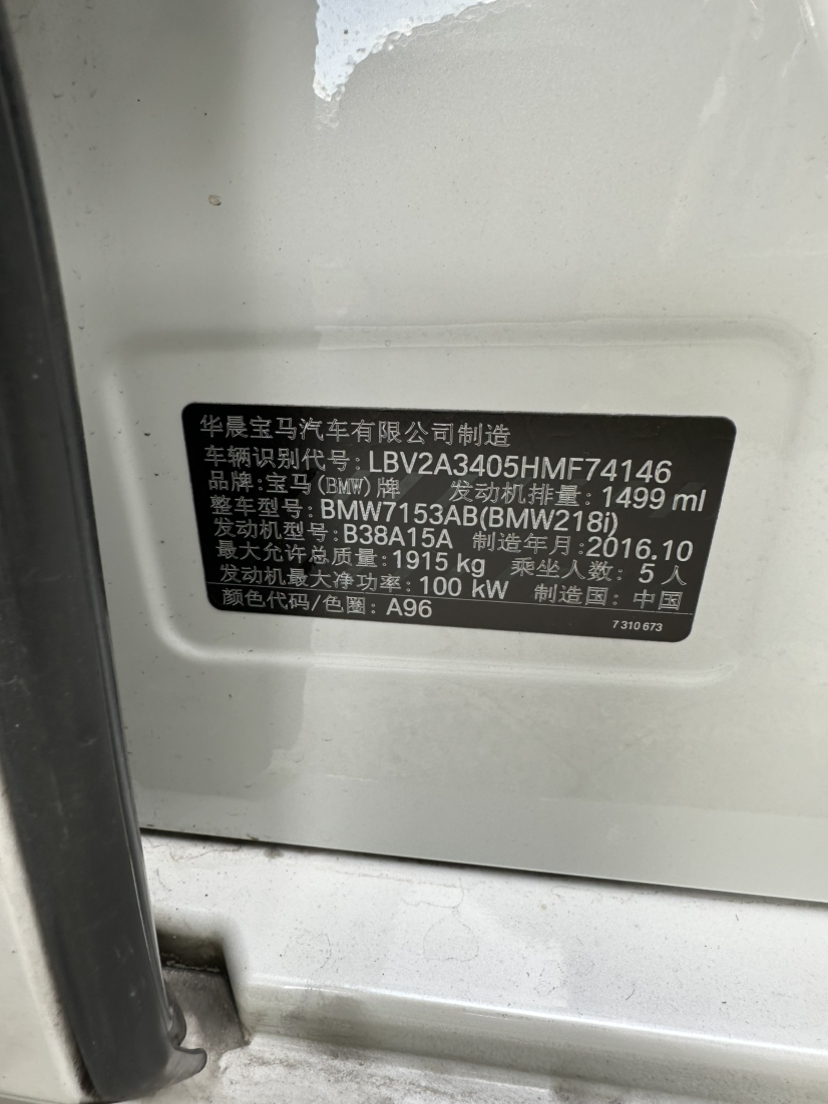 华晨宝马汽车有限公司制造
车辆识别代号: LBV2A3405HMF74146
品牌: 宝马(BMW)牌 发动机排量: 1499 ml
整车型号: BMW7153AB(BMW218i)
发动机型号: B38A15A 制造年月: 2016.10
最大允许总质量: 1915 kg 乘坐人数: 5 人
发动机最大净功率: 100 kW 制造国: 中国
颜色代码/色圈: A96
7 310 673